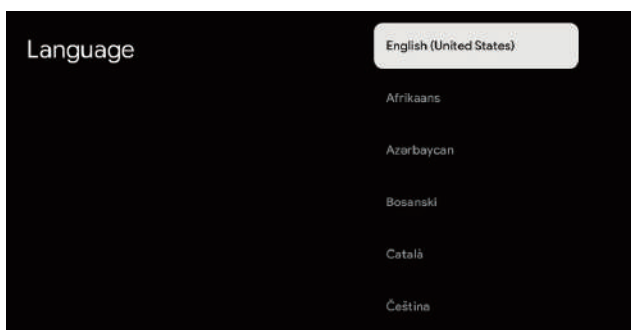 Language
English (United States)
Afrikaans
Azərbaycan
Bosanski
Català
Čeština